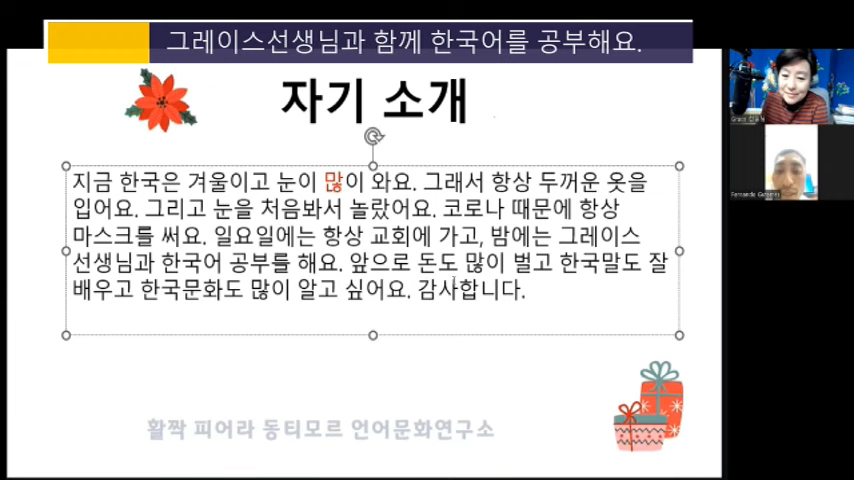 그레이스선생님과 함께 한국어를 공부해요.
자기 소개
지금 한국은 겨울이고 눈이 많이 와요. 그래서 항상 두꺼운 옷을
입어요. 그리고 눈을 처음봐서 놀랐어요. 코로나 때문에 항상
마스크를 써요. 일요일에는 항상 교회에 가고, 밤에는 그레이스
선생님과 한국어 공부를 해요. 앞으로 돈도 많이 벌고 한국말도 잘
배우고 한국문화도 많이 알고 싶어요. 감사합니다.
활짝 피어라 동티모르 언어문화연구소
Grace
Fernando